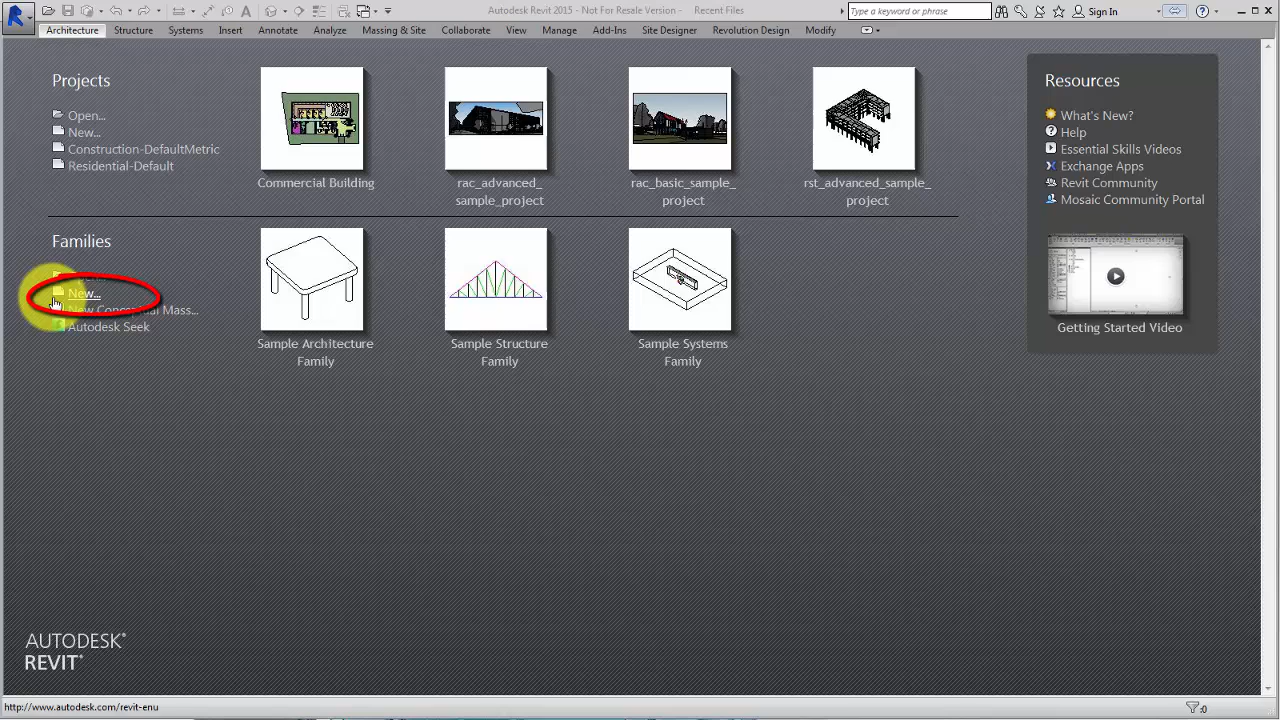 Autodesk Revit 2015 - Not For Resale Version - Recent Files
Type a keyword or phrase
Sign In
Architecture Structure Systems Insert Annotate Analyze Massing & Site Collaborate View Manage Add-Ins Site Designer Revolution Design Modify
Projects
Open...
New...
Construction-DefaultMetric
Residential-Default
Commercial Building
rac_advanced_
sample_project
rac_basic_sample_
project
rst_advanced_sample_
project
Families
New...
New Conceptual Mass...
Autodesk Seek
Sample Architecture
Family
Sample Structure
Family
Sample Systems
Family
Resources
What's New?
Help
Essential Skills Videos
Exchange Apps
Revit Community
Mosaic Community Portal
Getting Started Video
AUTODESK®
REVIT®
http://www.autodesk.com/revit-enu
:0